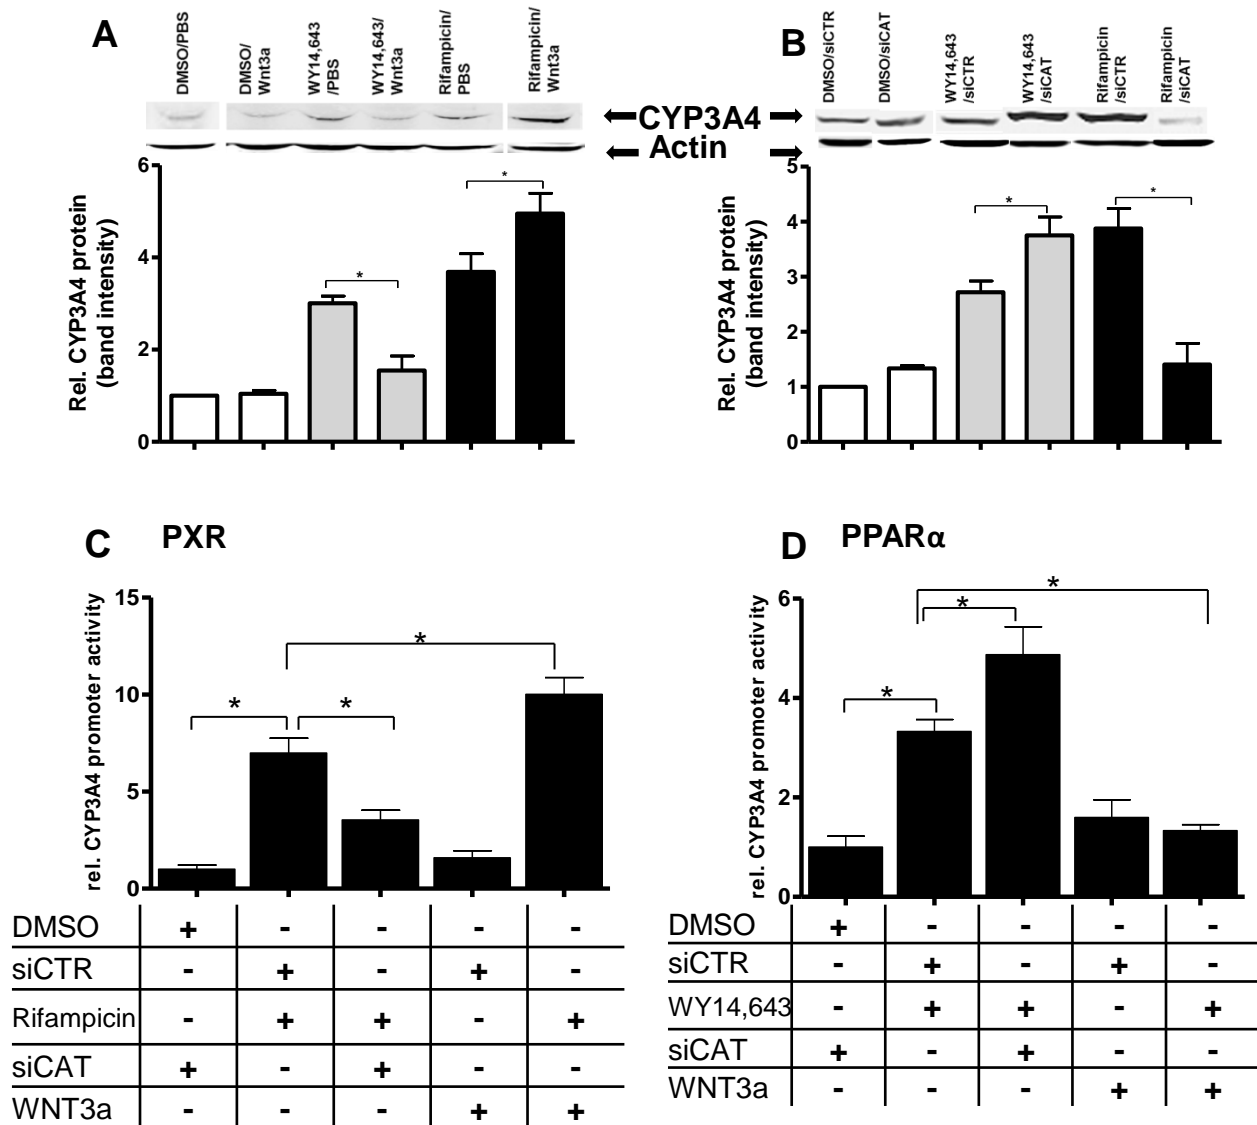 A
DMSO/PBS
DMSO/
Wnt3a
WY14,643
/PBS
WY14,643/
Wnt3a
Rifampicin/
PBS
Rifampicin/
Wnt3a
B
DMSO/siCTR
DMSO/siCAT
WY14,643
/siCTR
WY14,643
/siCAT
Rifampicin
/siCTR
Rifampicin
/siCAT
CYP3A4
Actin
Rel. CYP3A4 protein
(band intensity)
6
4
2
0
*
*
Rel. CYP3A4 protein
(band intensity)
5
4
3
2
1
0
*
*
C PXR
rel. CYP3A4 promoter activity
15
10
5
0
*
*
*
DMSO + - - - -
siCTR - + - + -
Rifampicin - + + - +
siCAT + - + - -
WNT3a - - - + +
D PPARα
rel. CYP3A4 promoter activity
6
4
2
0
*
*
*
DMSO + - - - -
siCTR - + - + -
WY14,643 - + + - +
siCAT + - + - -
WNT3a - - - + +